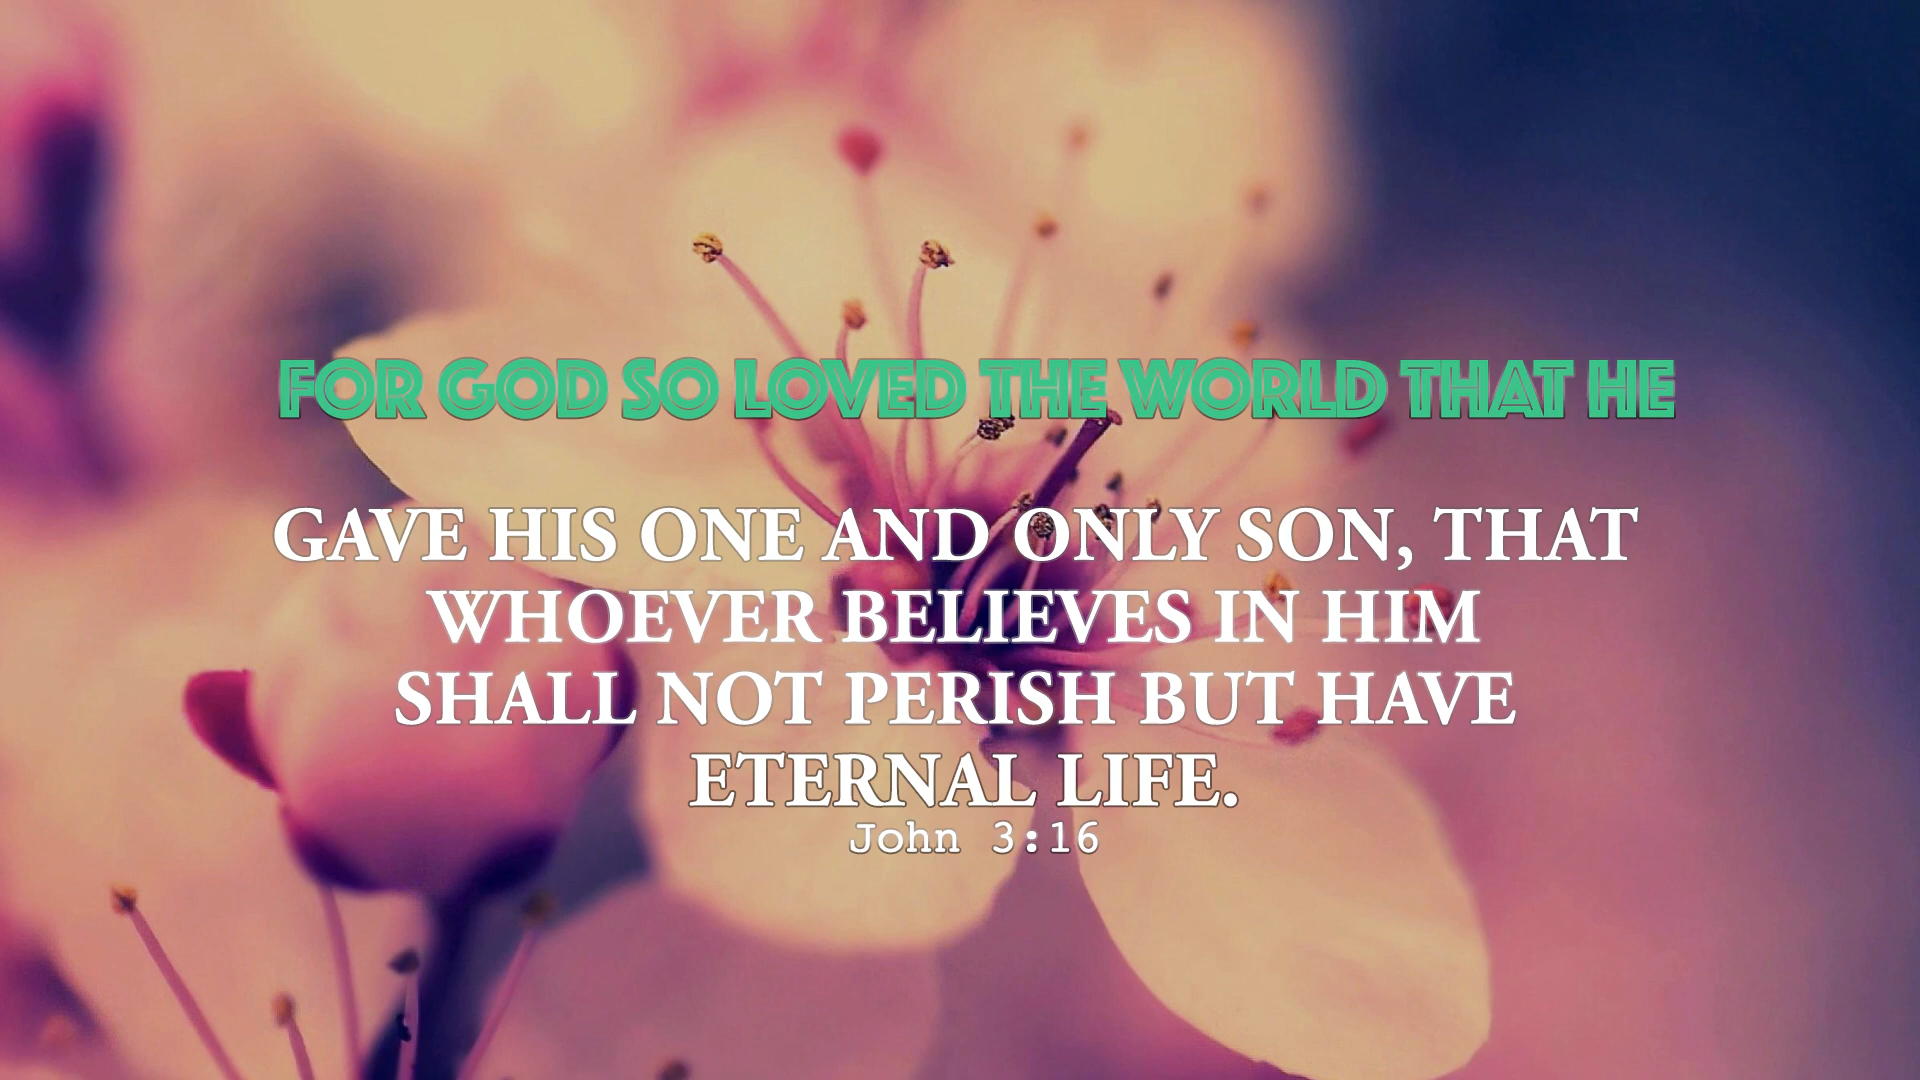 FOR GOD SO LOVED THE WORLD THAT HE
GAVE HIS ONE AND ONLY SON, THAT
WHOEVER BELIEVES IN HIM
SHALL NOT PERISH BUT HAVE
ETERNAL LIFE.
John 3:16